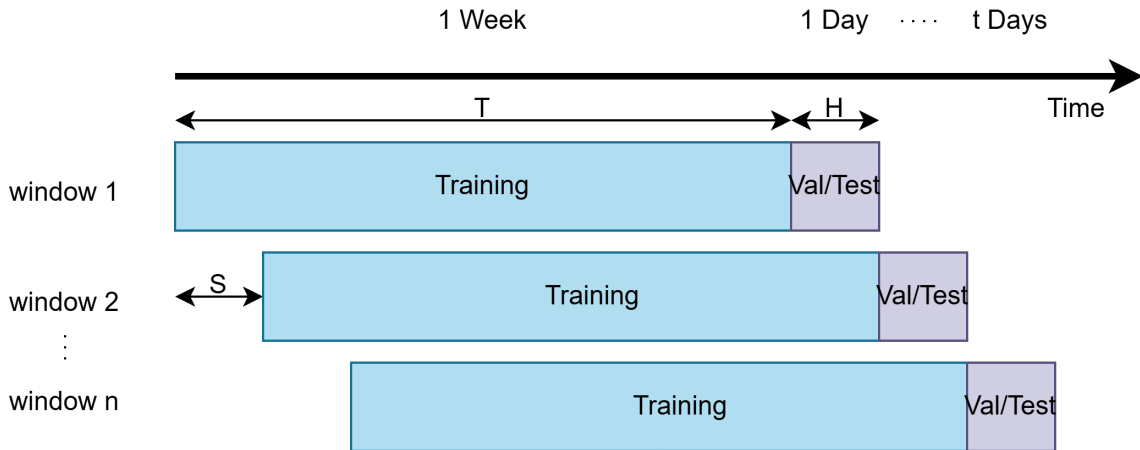 1 Week 1 Day ···· t Days
Time
T H
window 1 Training Val/Test
S
window 2 Training Val/Test
window n Training Val/Test